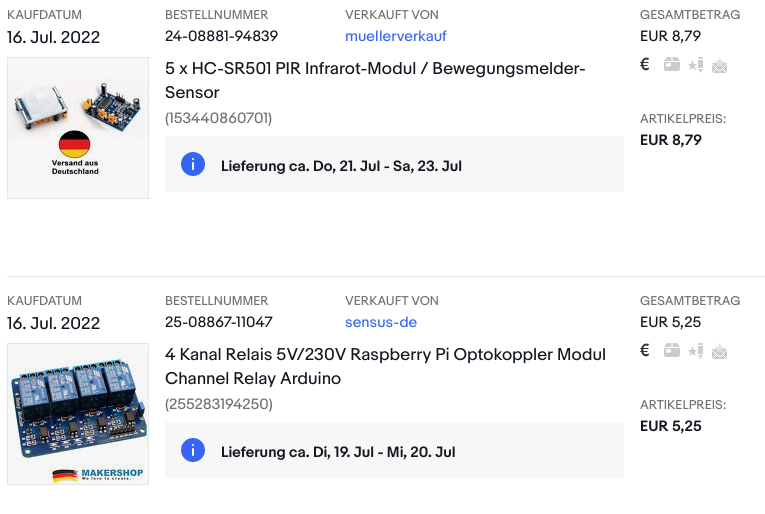 KAUFDATUM
BESTELLNUMMER
VERKAUFT VON
GESAMTBETRAG
16. Jul. 2022
24-08881-94839
muellerverkauf
EUR 8,79
5 x HC-SR501 PIR Infrarot-Modul / Bewegungsmelder-
Sensor
(153440860701)
€
Versand aus
Deutschland
Lieferung ca. Do, 21. Jul - Sa, 23. Jul
ARTIKELPREIS:
EUR 8,79
KAUFDATUM
BESTELLNUMMER
VERKAUFT VON
GESAMTBETRAG
16. Jul. 2022
25-08867-11047
sensus-de
EUR 5,25
4 Kanal Relais 5V/230V Raspberry Pi Optokoppler Modul
Channel Relay Arduino
(255283194250)
€
MAKERSHOP
We love to create.
Lieferung ca. Di, 19. Jul - Mi, 20. Jul
ARTIKELPREIS:
EUR 5,25